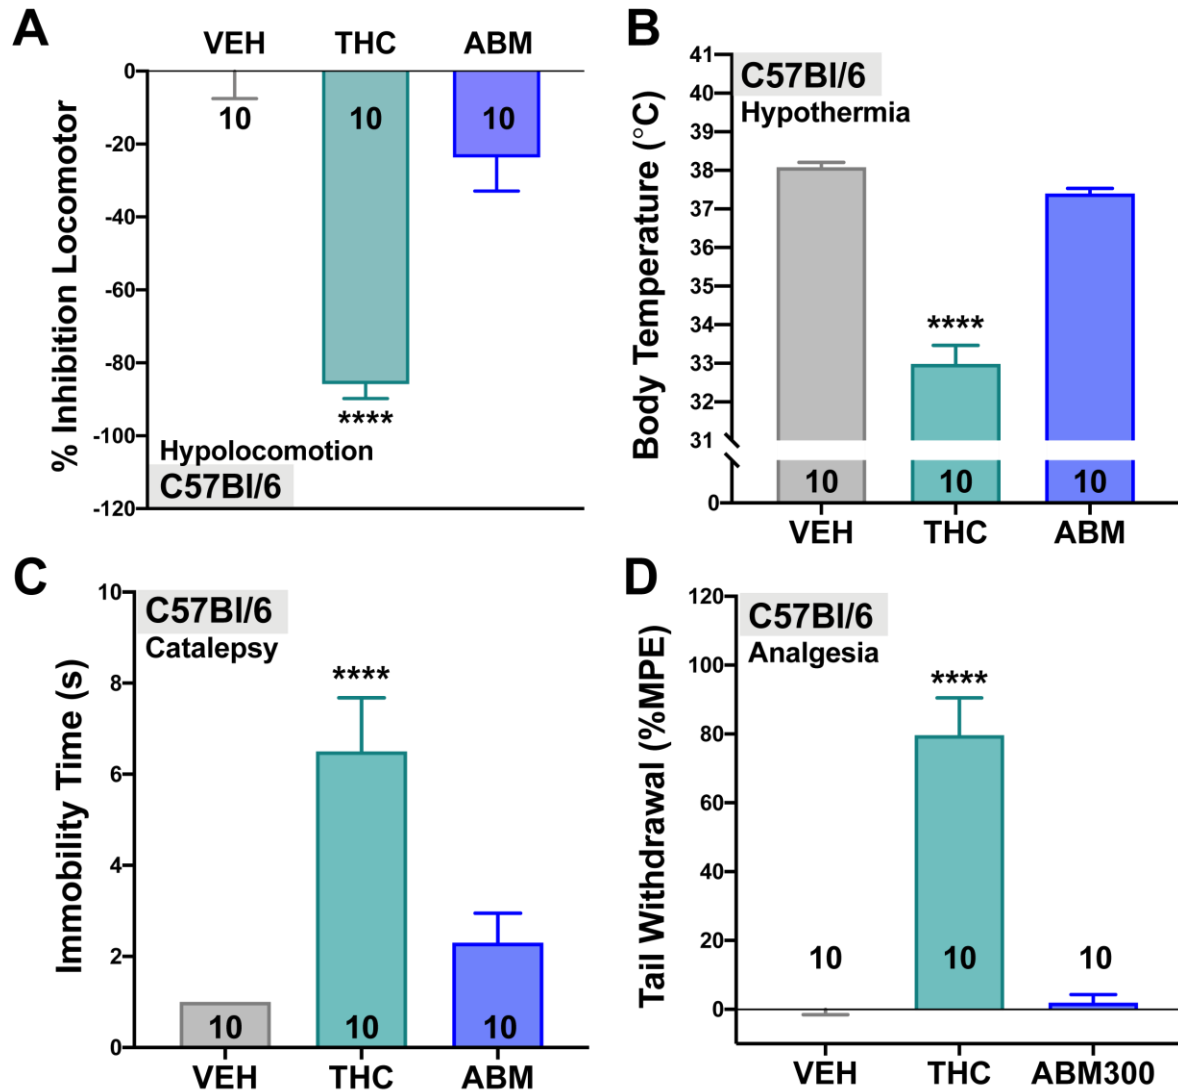 A
VEH THC ABM
% Inhibition Locomotor
0
-20
-40
-60
-80
-100
-120
10 10 10
****
Hypolocomotion
C57Bl/6
B
C57Bl/6
Hypothermia
Body Temperature (°C)
41
40
39
38
37
36
35
34
33
32
31
0
****
10 10 10
VEH THC ABM
C
C57Bl/6
Catalepsy
Immobility Time (s)
10
8
6
4
2
0
****
10 10 10
VEH THC ABM
D
C57Bl/6
Analgesia
Tail Withdrawal (%MPE)
120
100
80
60
40
20
0
****
10 10 10
VEH THC ABM300